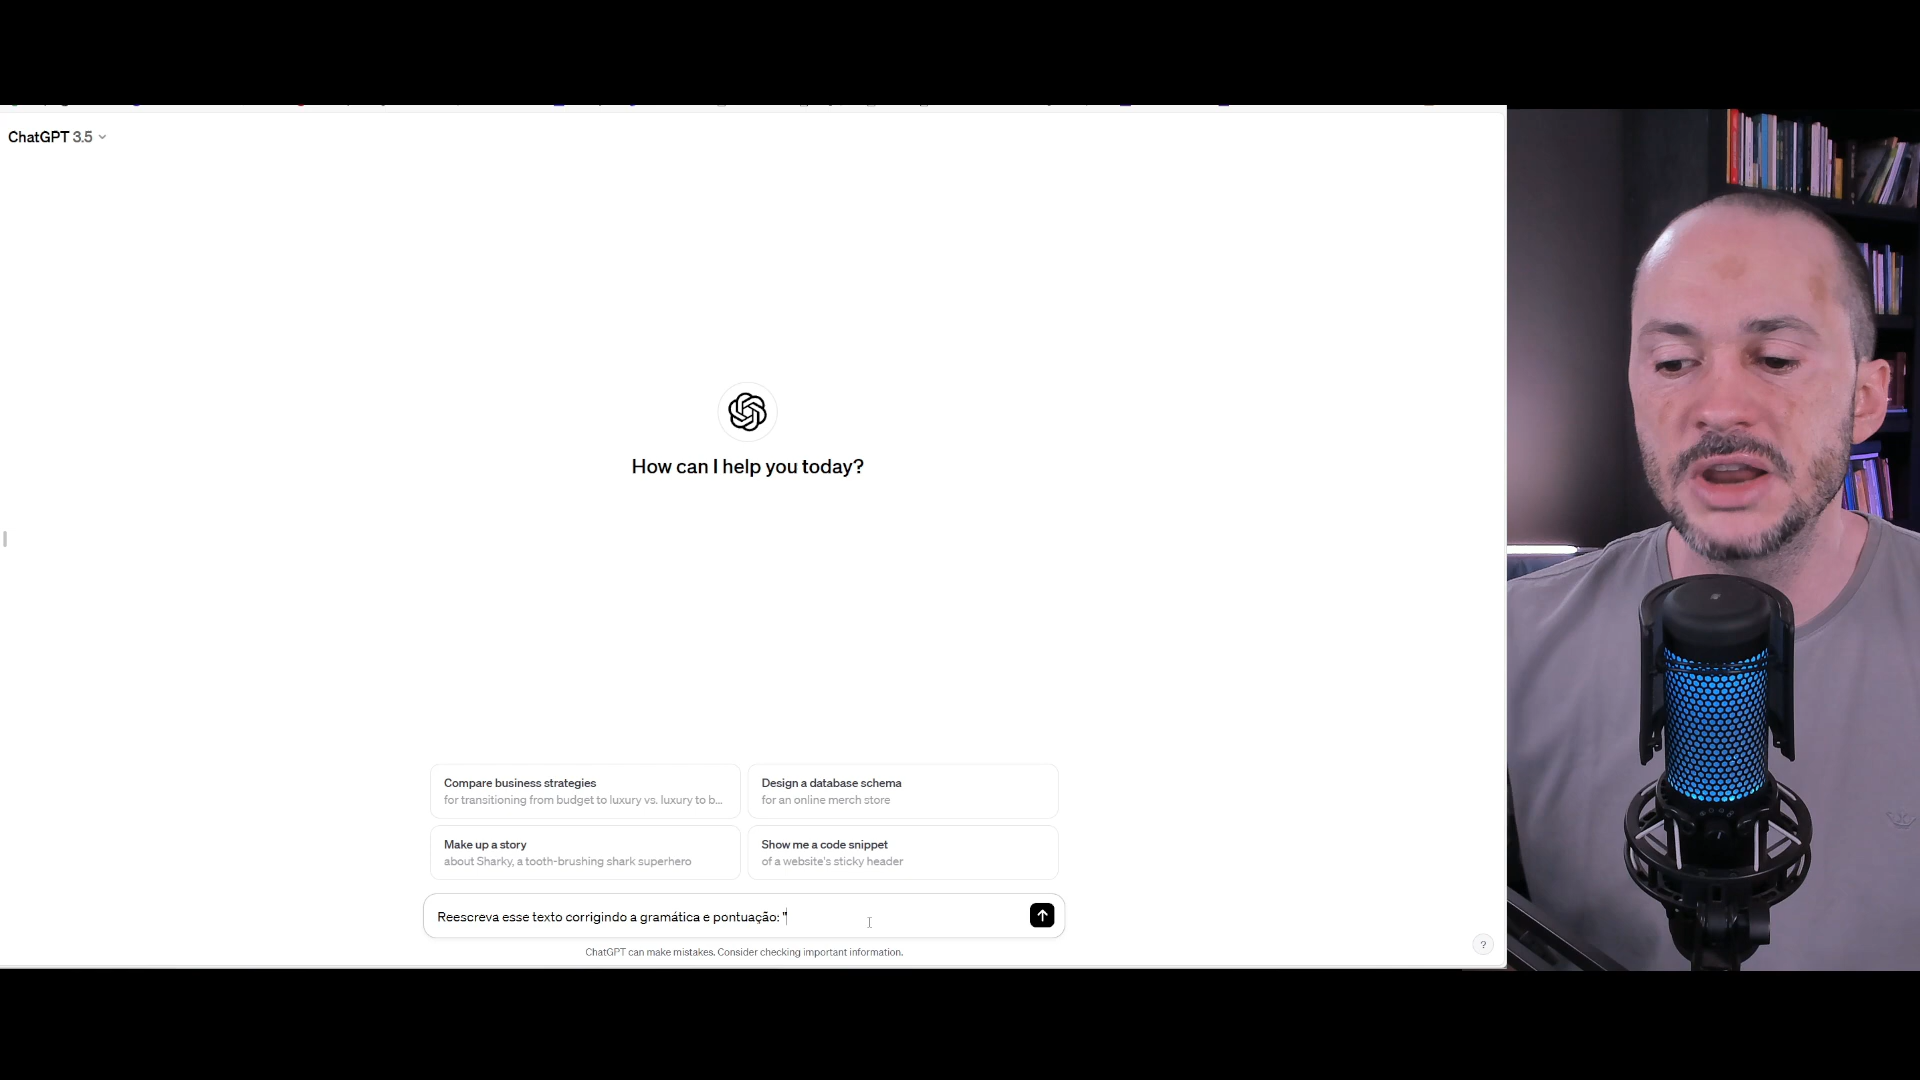 ChatGPT 3.5
How can I help you today?
Compare business strategies
for transitioning from budget to luxury vs. luxury to b...
Design a database schema
for an online merch store
Make up a story
about Sharky, a tooth-brushing shark superhero
Show me a code snippet
of a website's sticky header
Reescreva esse texto corrigindo a gramática e pontuação: "
ChatGPT can make mistakes. Consider checking important information.
?